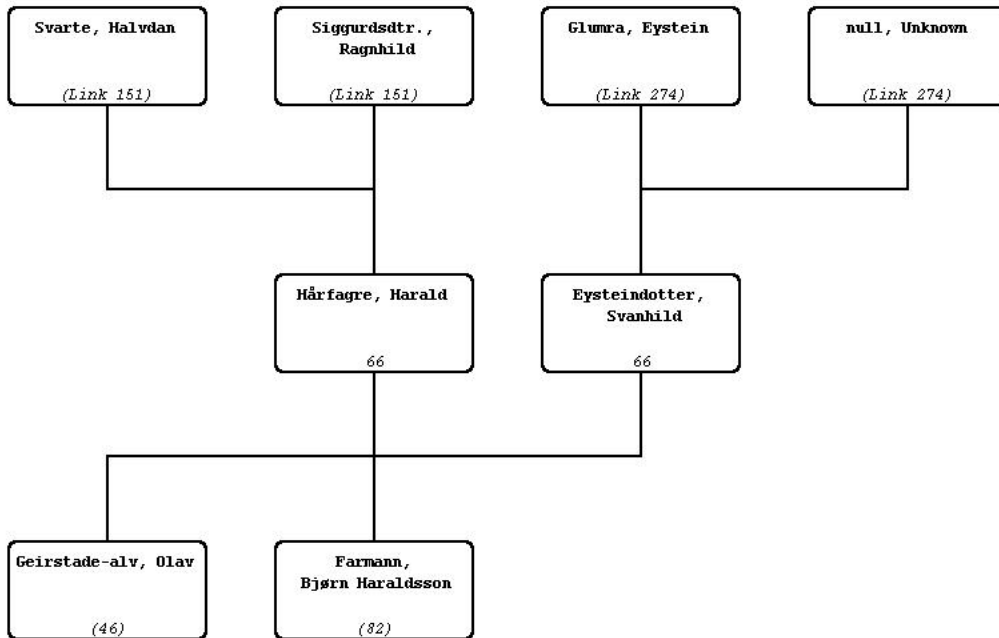 Svarte, Halvdan
(Link 151)
Siggurdsdtr.,
Ragnhild
(Link 151)
Glumra, Eystein
(Link 274)
null, Unknown
(Link 274)
Hårfagre, Harald
66
Eysteindotter,
Svanhild
66
Geirstade-alv, Olav
(46)
Farmann,
Bjørn Haraldsson
(82)